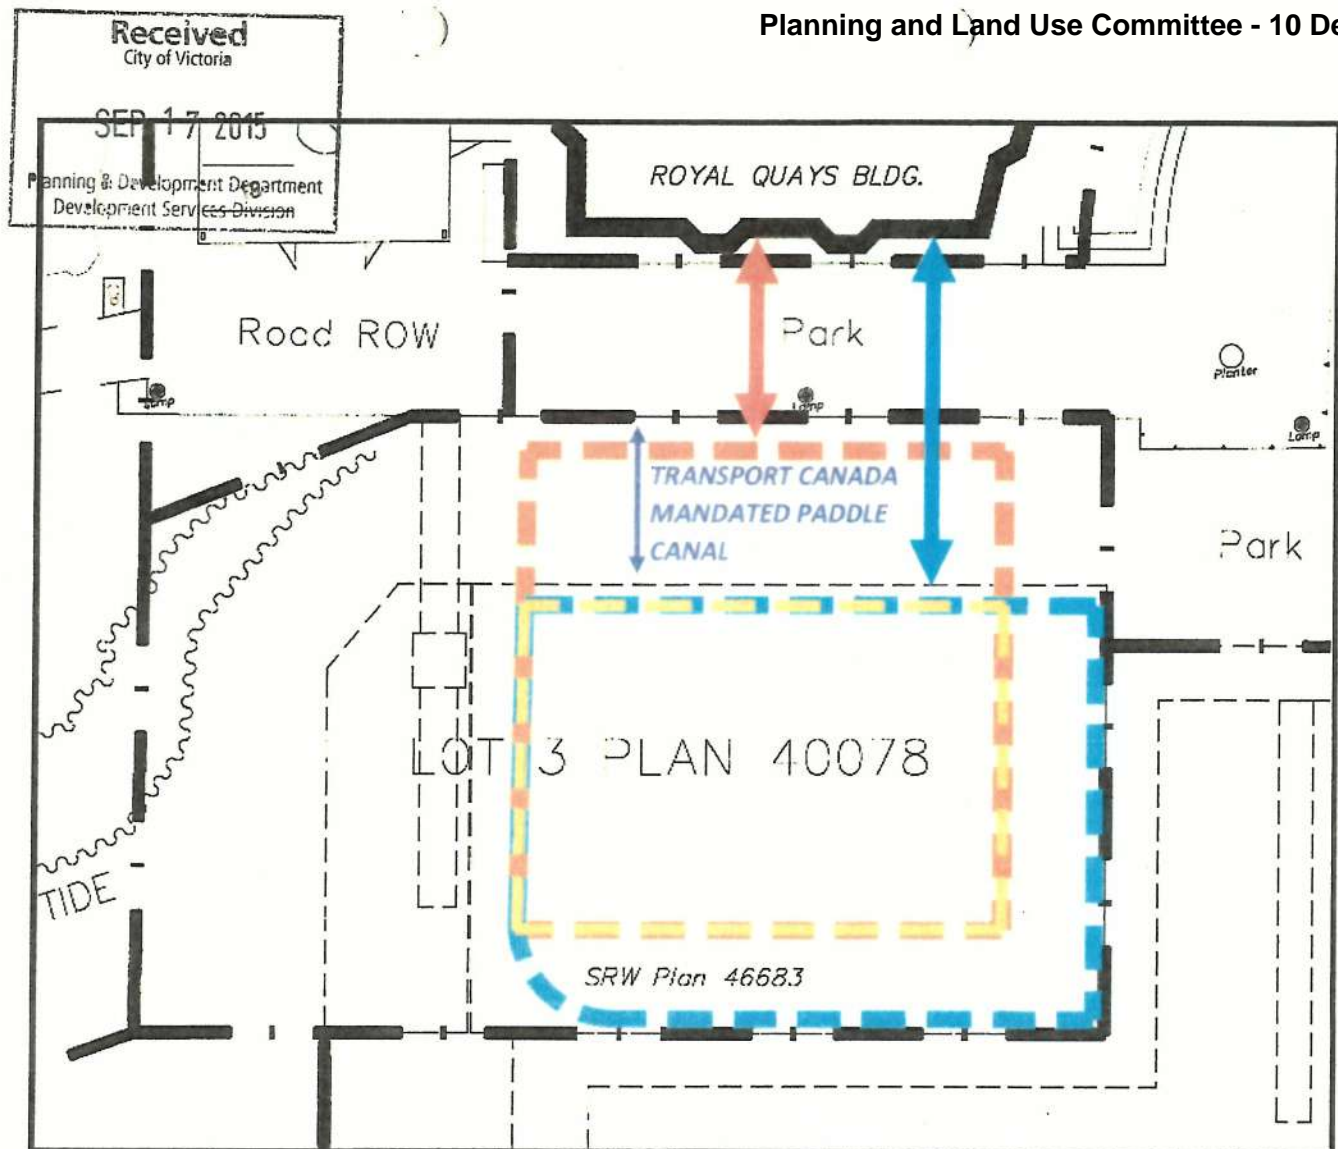 Planning and Land Use Committee - 10 De
Received
City of Victoria
SEP 17 2015
Planning & Development Department
Development Services Division
ROYAL QUAYS BLDG.
Road ROW
Park
Planter
Lamp
Lamp
Lamp
TRANSPORT CANADA
MANDATED PADDLE
CANAL
Park
LOT 3 PLAN 40078
TIDE
SRW Plan 46683